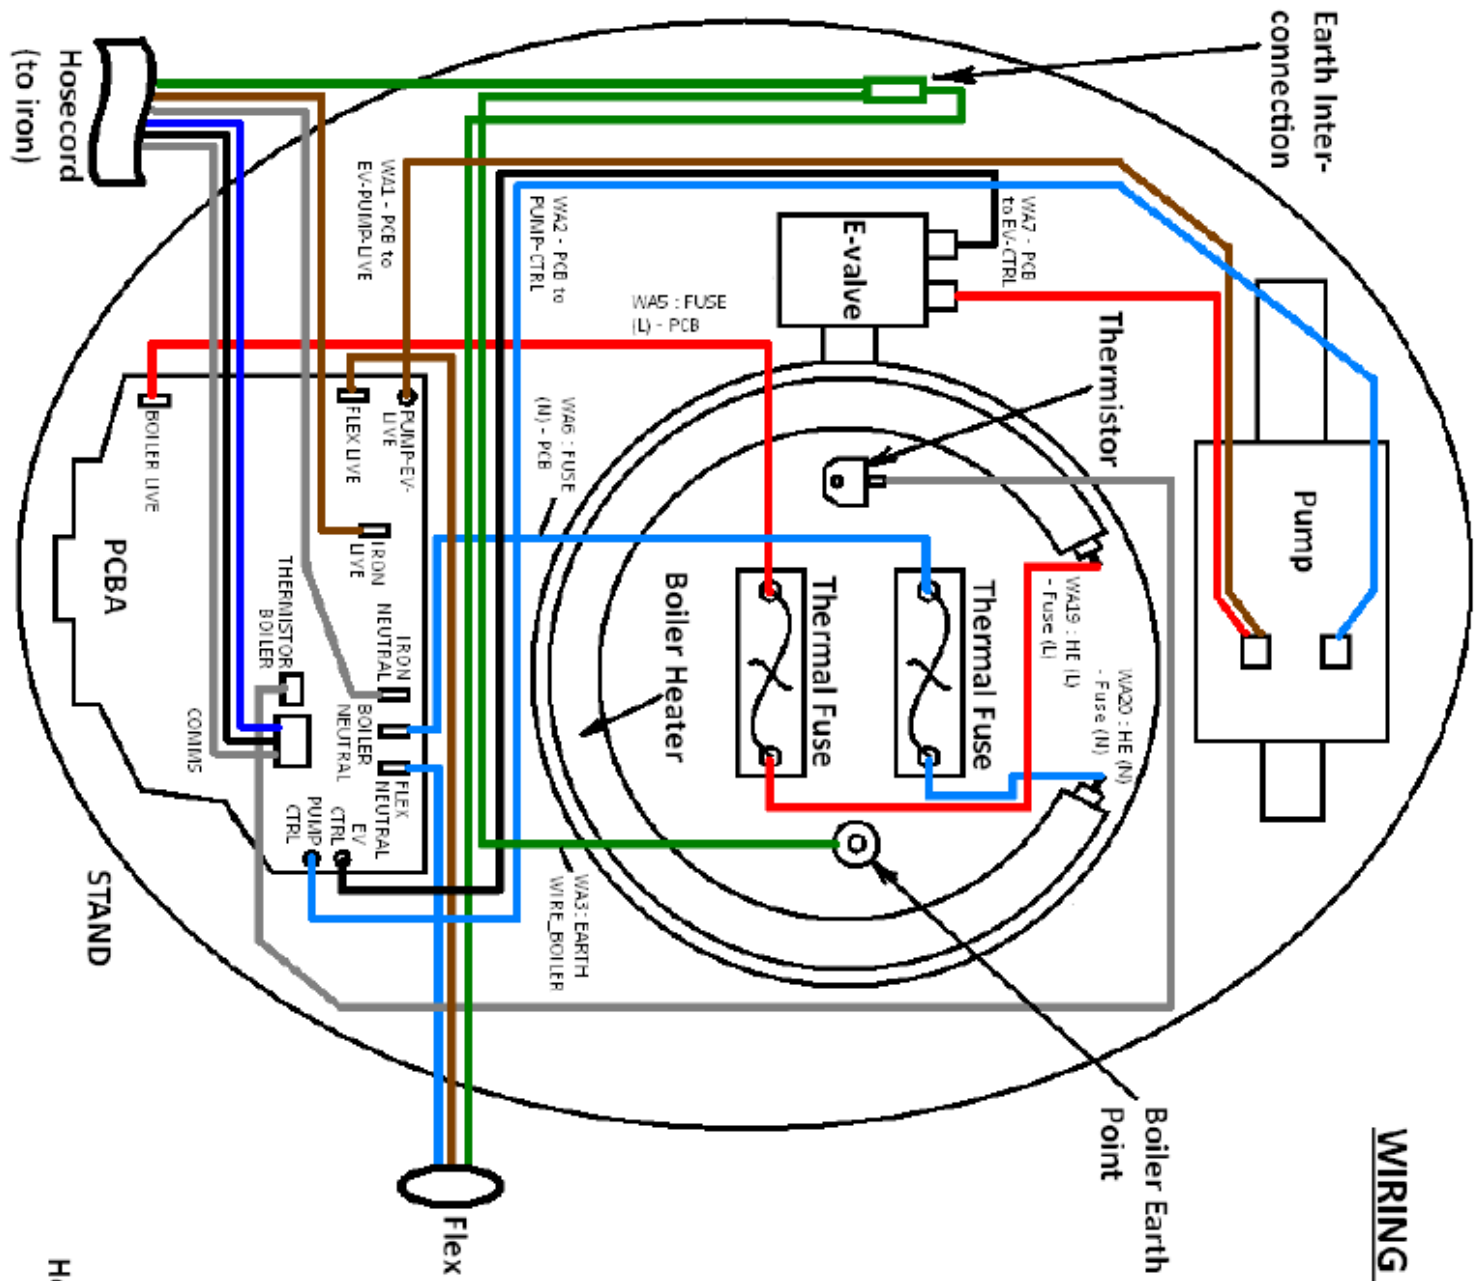 WIRING
Earth Inter-
connection
Hosecord
(to iron)
WA1 - PCB to
EV-PUMP-LIVE
WA2 - PCB to
PUMP-CTRL
WA7 - PCB
to EV-CTRL
E-valve
WA5 : FUSE
(L) - PCB
Thermistor
Pump
WA6 : FUSE
(N) - PCB
PUMP-EV-
LIVE
FLEX LIVE
BOILER LIVE
IRON
LIVE
PCBA
THERMISTOR
BOILER
IRON
NEUTRAL
BOILER
NEUTRAL
FLEX
NEUTRAL
COMMS
EV
CTRL
PUMP
CTRL
Boiler Heater
Thermal Fuse
Thermal Fuse
WA19 : HE (L)
- Fuse (L)
WA20 : HE (N)
- Fuse (N)
WA3 : EARTH
WIRE_BOILER
STAND
Boiler Earth
Point
Flex